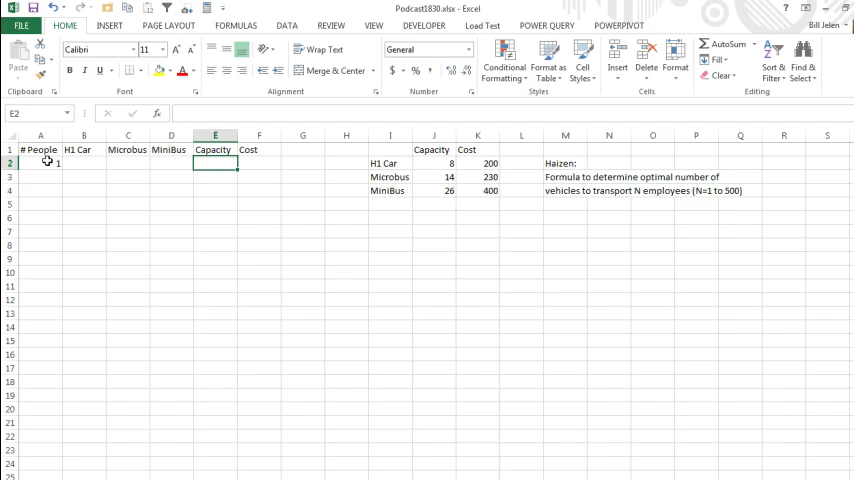 Podcast1830.xlsx - Excel
FILE HOME INSERT PAGE LAYOUT FORMULAS DATA REVIEW VIEW DEVELOPER Load Test POWER QUERY POWERPIVOT Bill Jelen
Paste
Calibri 11
B I U
Wrap Text
Merge & Center
General
$ % ,
Conditional Formatting
Format as Table
Cell Styles
Insert
Delete
Format
AutoSum
Fill
Clear
Sort & Filter
Find & Select
Clipboard Font Alignment Number Styles Cells Editing
E2 fx
A B C D E F G H I J K L M N O P Q R S
1 # People H1 Car Microbus MiniBus Capacity Cost Capacity Cost
2 1 H1 Car 8 200 Haizen:
3 Microbus 14 230 Formula to determine optimal number of
4 MiniBus 26 400 vehicles to transport N employees (N=1 to 500)
5
6
7
8
9
10
11
12
13
14
15
16
17
18
19
20
21
22
23
24
25